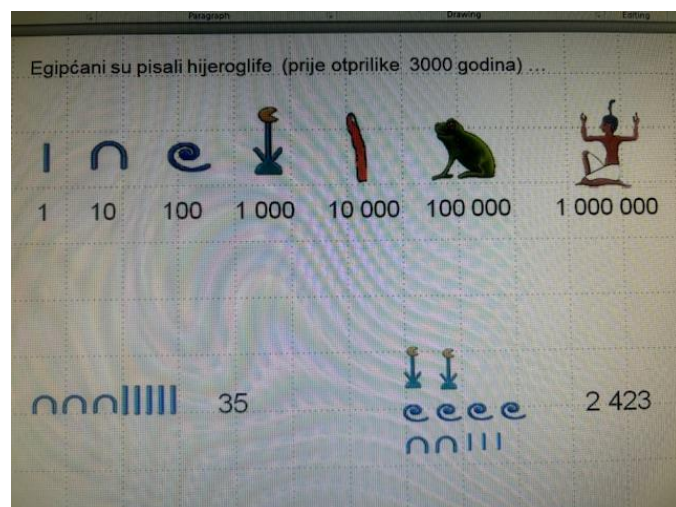 Paragraph Drawing Editing
Egipćani su pisali hijeroglife (prije otprilike 3000 godina) ...
1 10 100 1 000 10 000 100 000 1 000 000
35 2 423